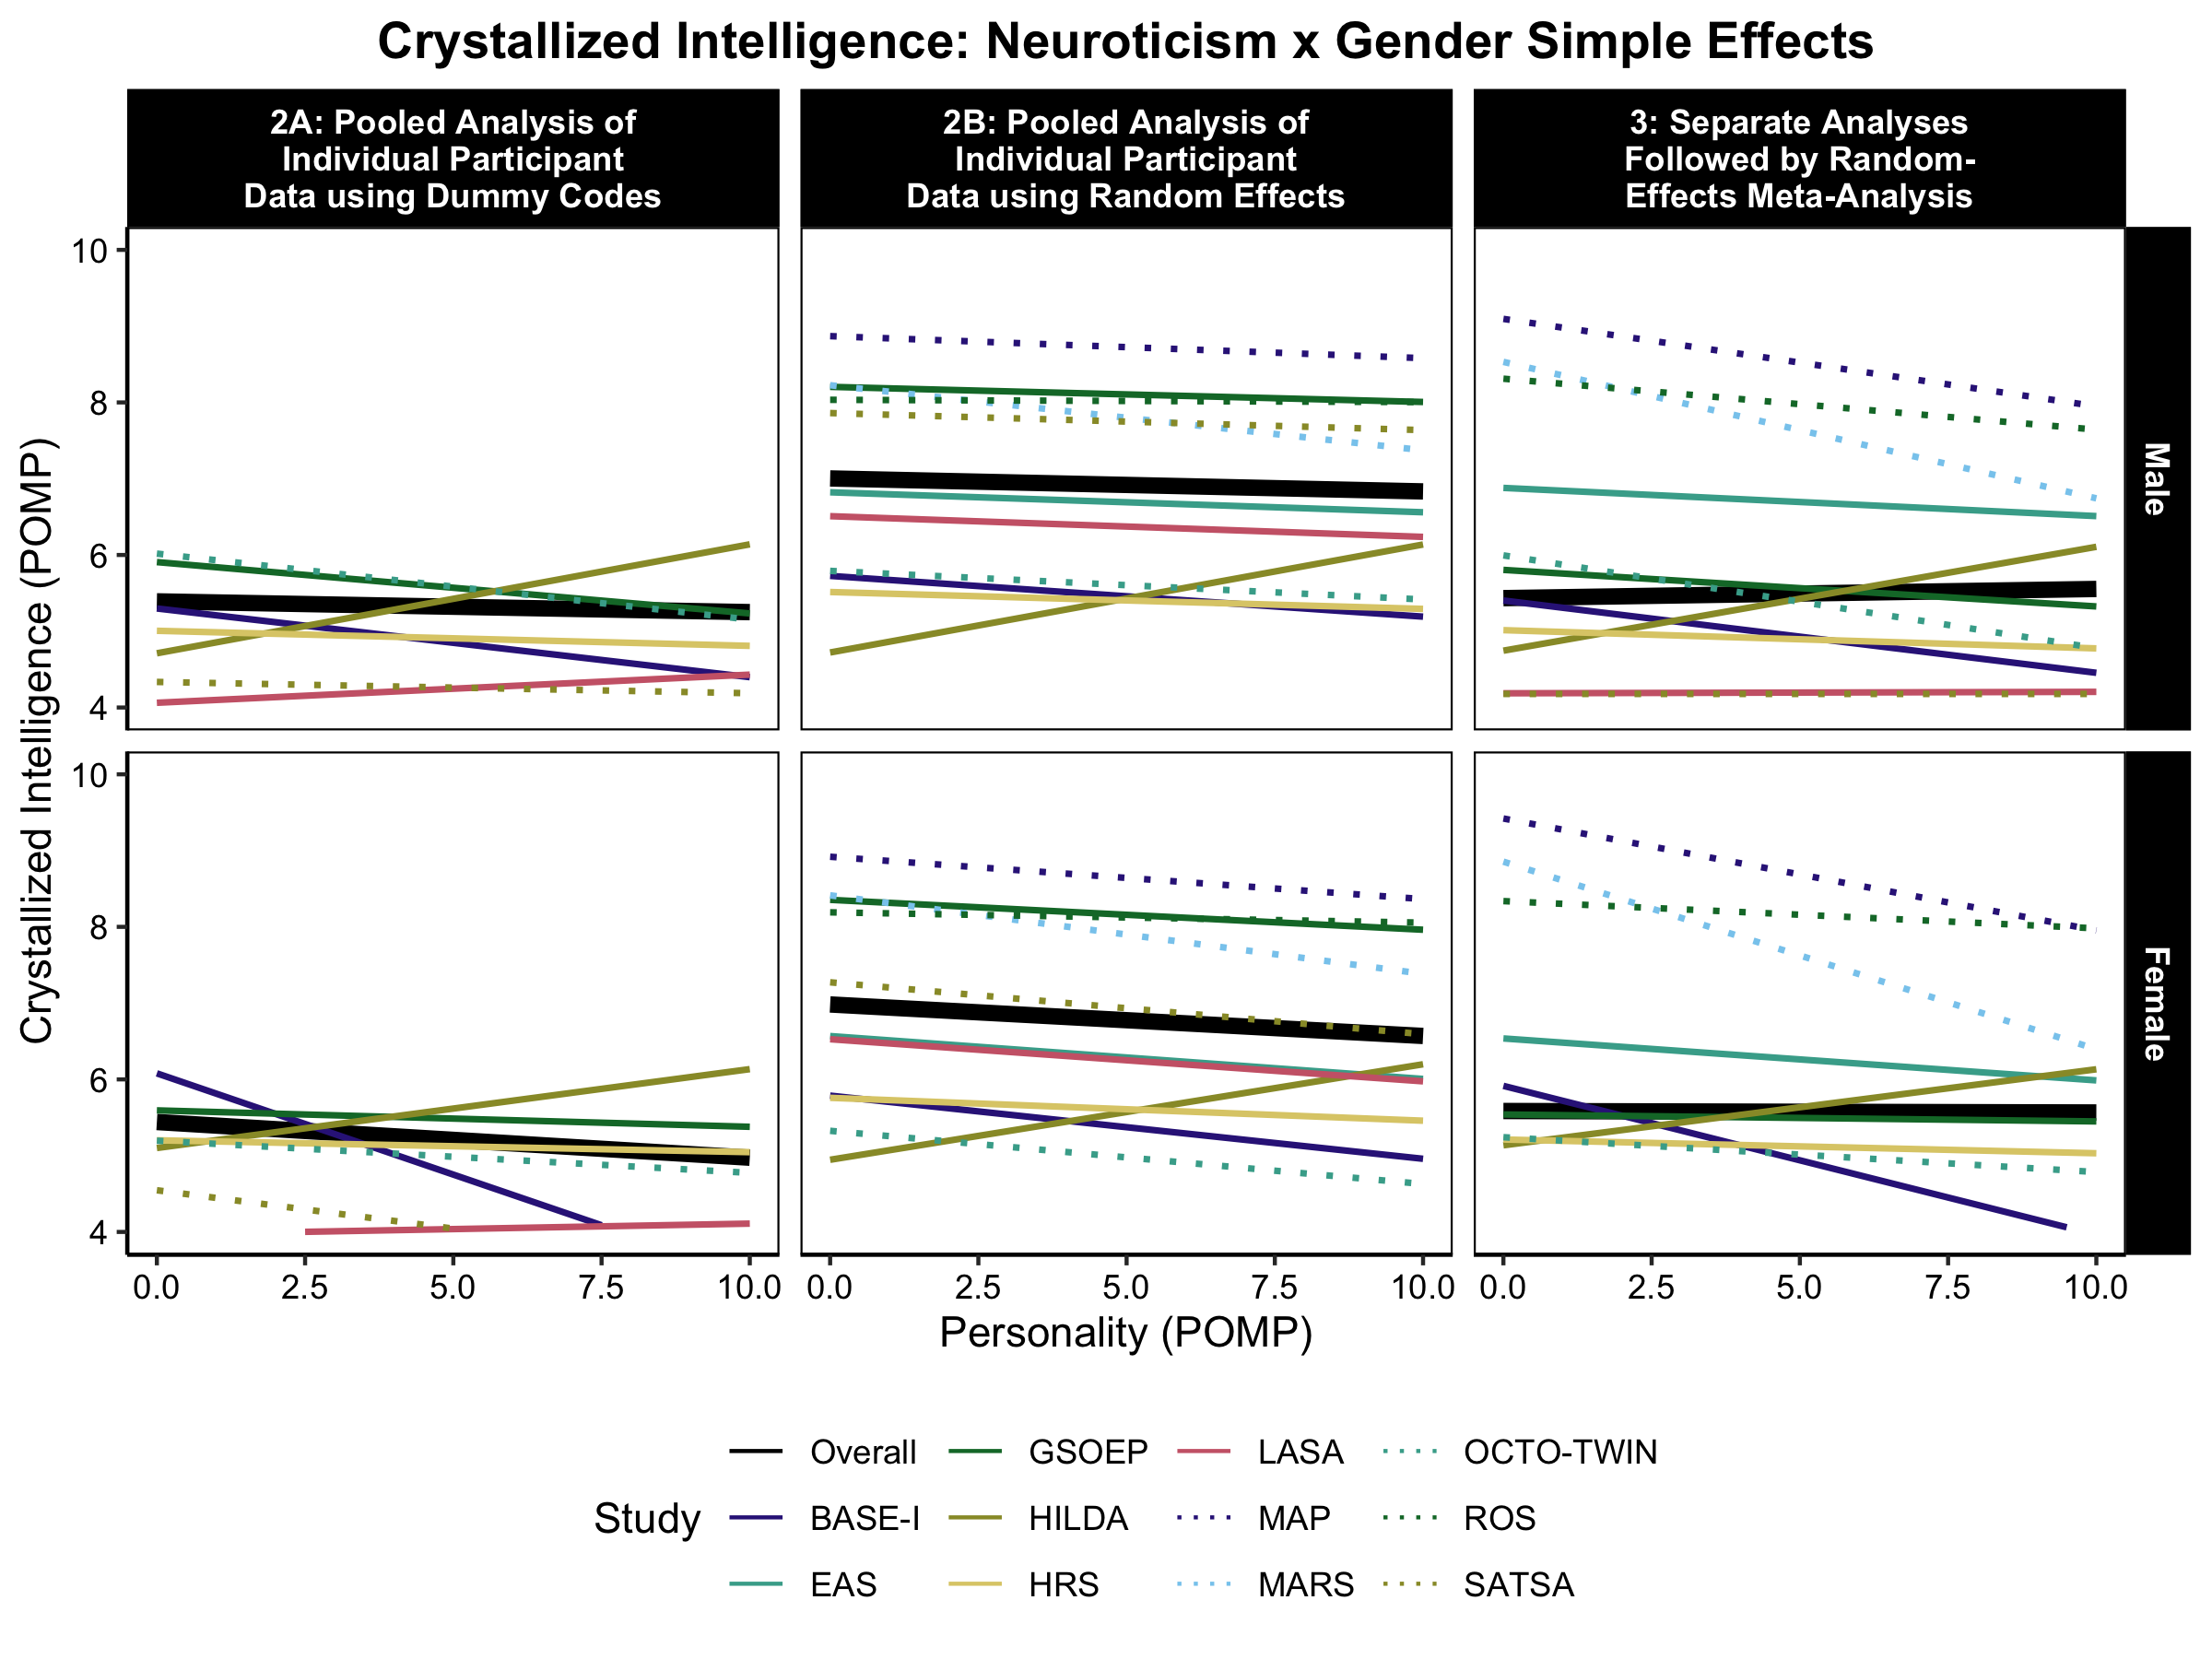 Crystallized Intelligence: Neuroticism x Gender Simple Effects
2A: Pooled Analysis of
Individual Participant
Data using Dummy Codes
2B: Pooled Analysis of
Individual Participant
Data using Random Effects
3: Separate Analyses
Followed by Random-
Effects Meta-Analysis
Crystallized Intelligence (POMP)
10
8
6
4
Male
10
8
6
4
Female
0.0 2.5 5.0 7.5 10.0
0.0 2.5 5.0 7.5 10.0
0.0 2.5 5.0 7.5 10.0
Personality (POMP)
Study
Overall GSOEP LASA OCTO-TWIN
BASE-I HILDA MAP ROS
EAS HRS MARS SATSA